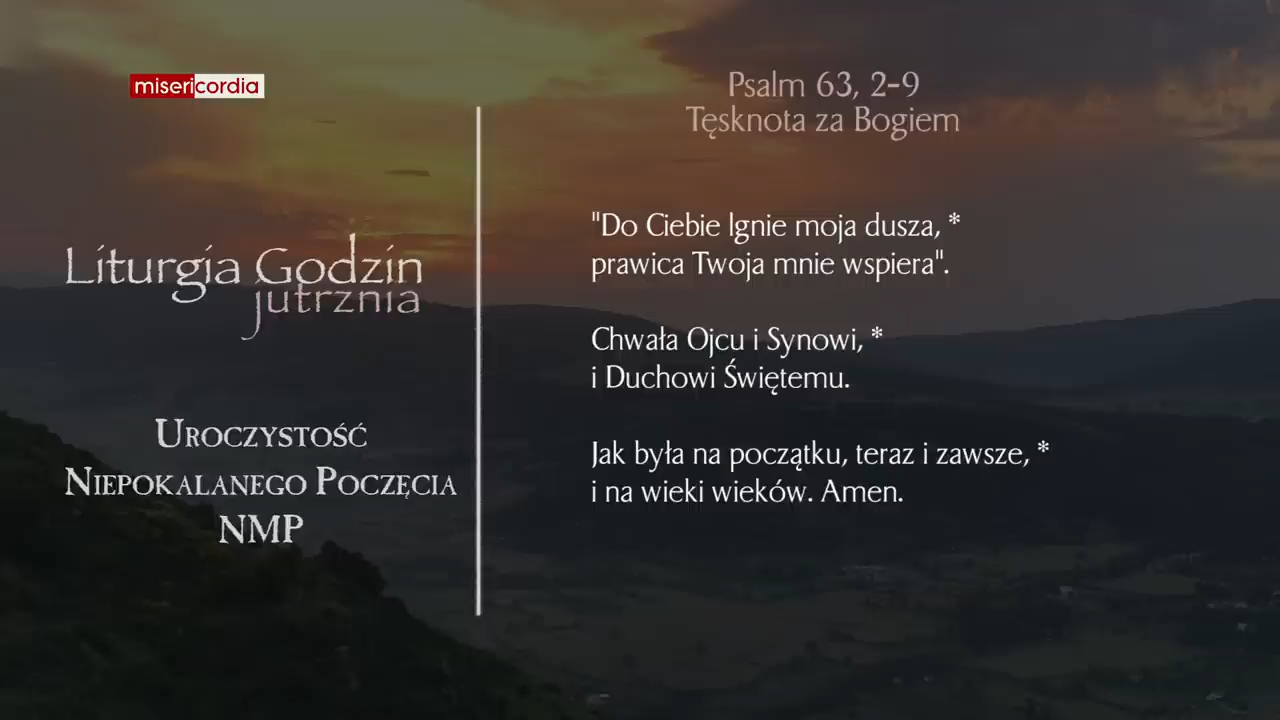 misericordia
Liturgia Godzin
jutrznia
Uroczystość
Niepokalanego Poczęcia
NMP
Psalm 63, 2-9
Tęsknota za Bogiem
"Do Ciebie lgnie moja dusza, *
prawica Twoja mnie wspiera".
Chwała Ojcu i Synowi, *
i Duchowi Świętemu.
Jak była na początku, teraz i zawsze, *
i na wieki wieków. Amen.